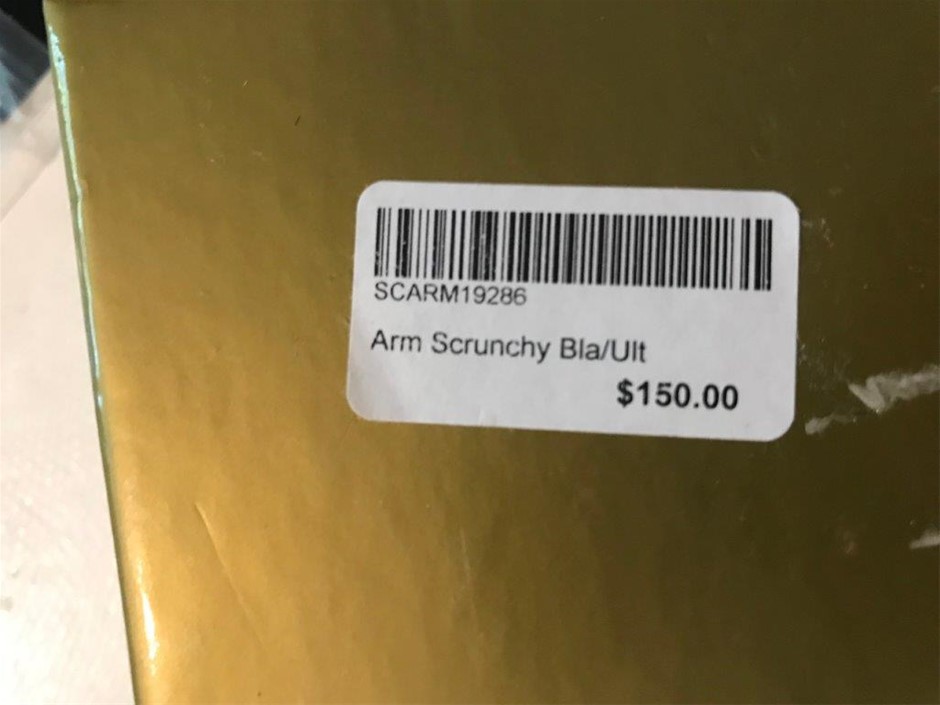 SCARM19286
Arm Scrunchy Bla/Ult
$150.00